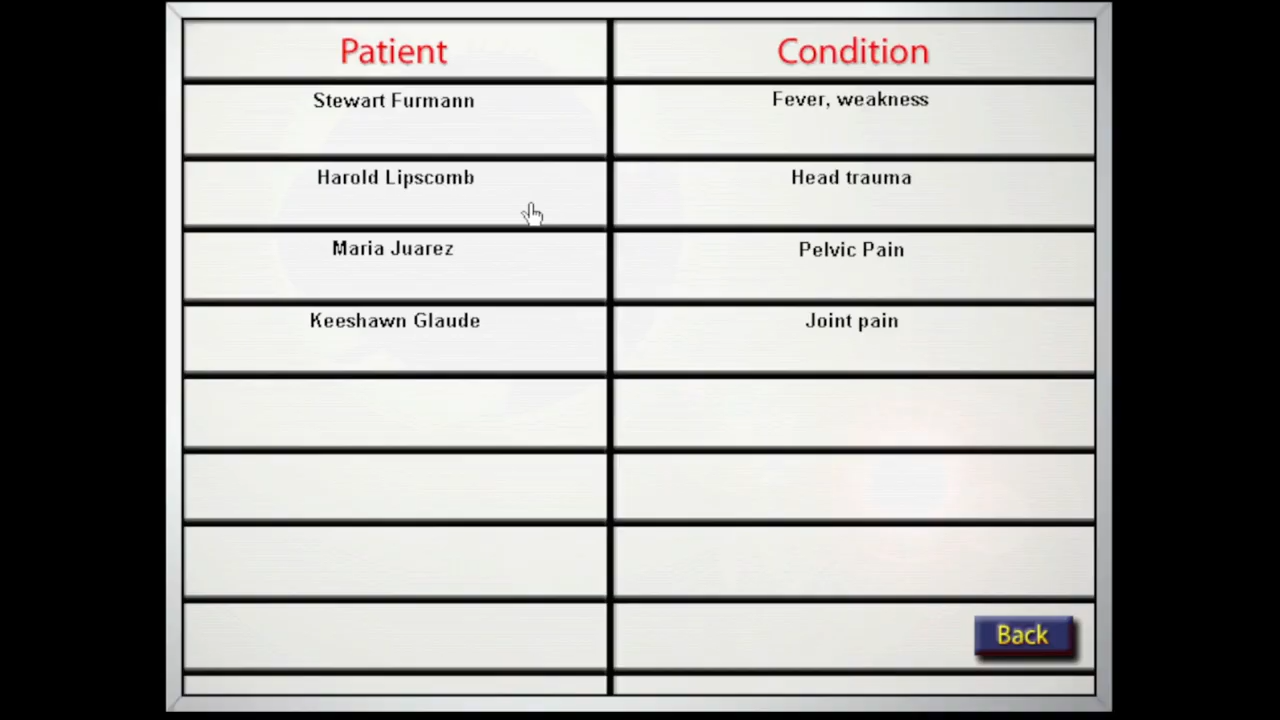 Patient
Condition
Stewart Furmann
Fever, weakness
Harold Lipscomb
Head trauma
Maria Juarez
Pelvic Pain
Keeshawn Glaude
Joint pain
Back